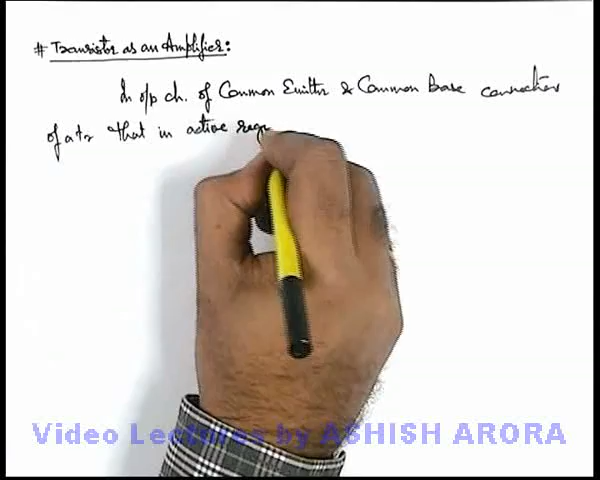 # Transistor as an Amplifier:
In o/p ch. of Common Emitter & Common Base connection
of a tr that in active reg
Video Lectures by ASHISH ARORA